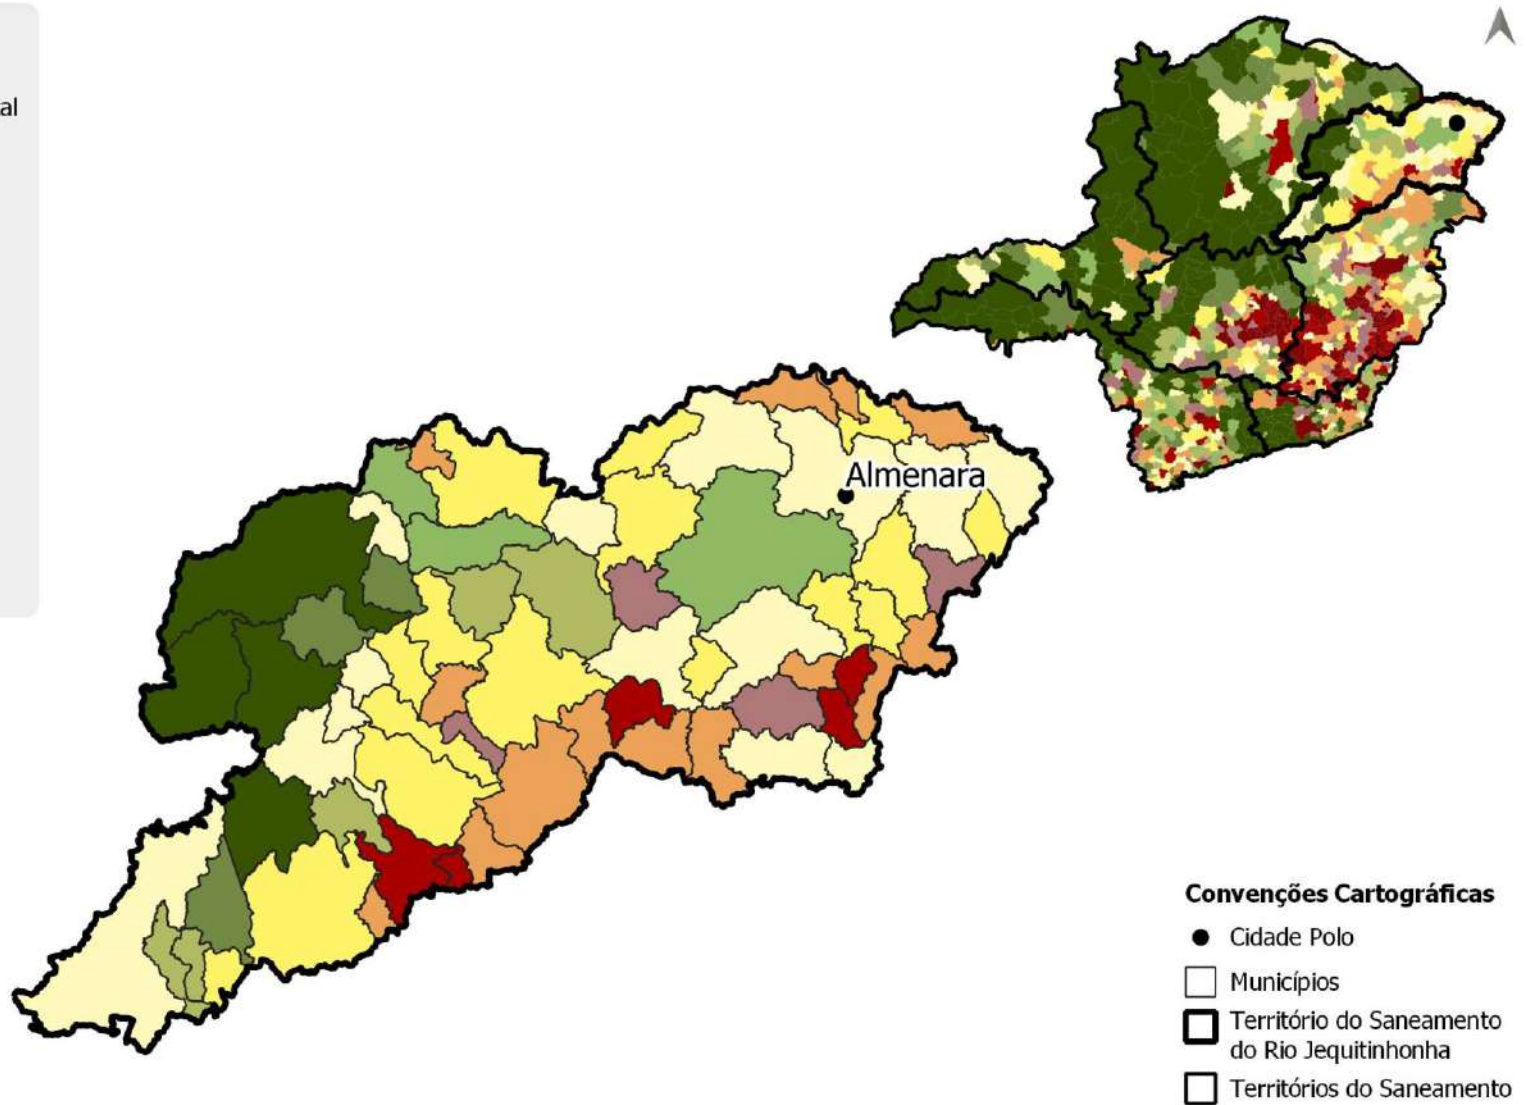 al
Almenara
Convenções Cartográficas
Cidade Polo
Municípios
Território do Saneamento
do Rio Jequitinhonha
Territórios do Saneamento